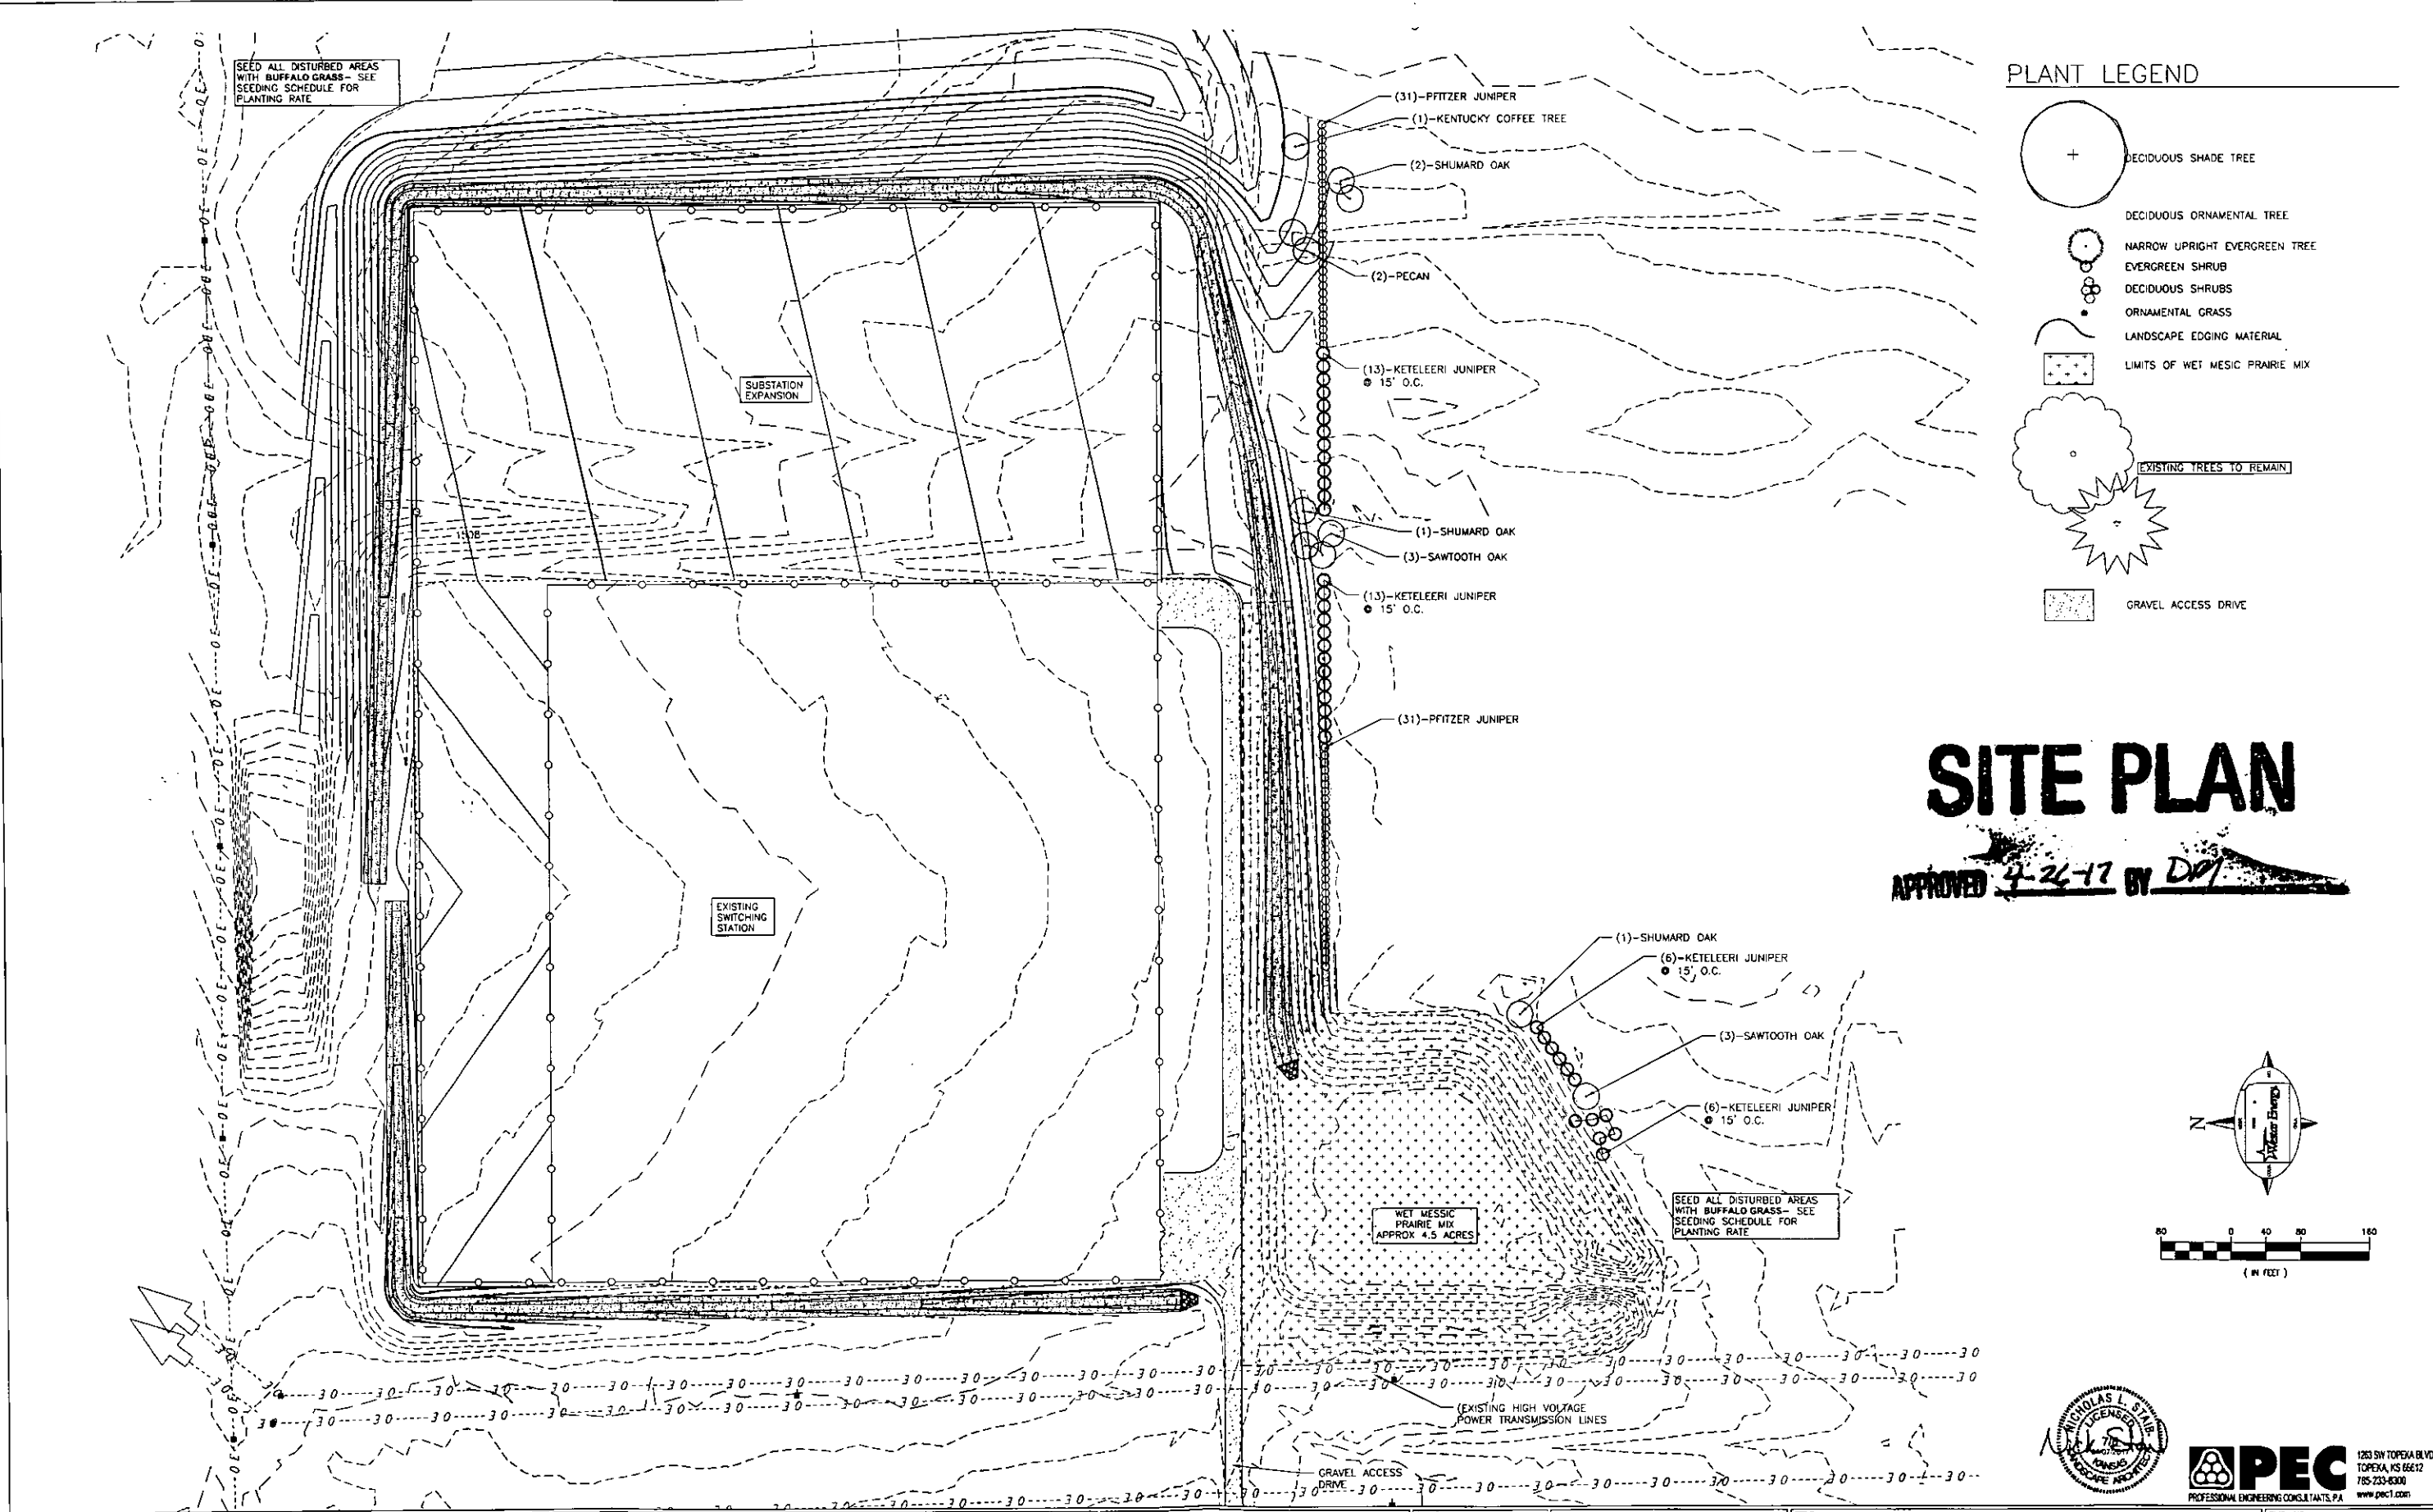 SEED ALL DISTURBED AREAS
WITH BUFFALO GRASS- SEE
SEEDING SCHEDULE FOR
PLANTING RATE
(31)-PFITZER JUNIPER
(1)-KENTUCKY COFFEE TREE
(2)-SHUMARD OAK
(2)-PECAN
(13)-KETELEERI JUNIPER
@ 15' O.C.
SUBSTATION
EXPANSION
(1)-SHUMARD OAK
(3)-SAWTOOTH OAK
(13)-KETELEERI JUNIPER
@ 15' O.C.
(31)-PFITZER JUNIPER
EXISTING
SWITCHING
STATION
(1)-SHUMARD OAK
(6)-KETELEERI JUNIPER
@ 15' O.C.
(3)-SAWTOOTH OAK
(6)-KETELEERI JUNIPER
@ 15' O.C.
WET MESSIC
PRAIRIE MIX
APPROX 4.5 ACRES
SEED ALL DISTURBED AREAS
WITH BUFFALO GRASS- SEE
SEEDING SCHEDULE FOR
PLANTING RATE
EXISTING HIGH VOLTAGE
POWER TRANSMISSION LINES
GRAVEL ACCESS
DRIVE
PLANT LEGEND
DECIDUOUS SHADE TREE
DECIDUOUS ORNAMENTAL TREE
NARROW UPRIGHT EVERGREEN TREE
EVERGREEN SHRUB
DECIDUOUS SHRUBS
ORNAMENTAL GRASS
LANDSCAPE EDGING MATERIAL
LIMITS OF WET MESIC PRAIRIE MIX
EXISTING TREES TO REMAIN
GRAVEL ACCESS DRIVE
SITE PLAN
APPROVED 4-26-17 BY DM
N
Westar Energy
80 0 40 80 160
( IN FEET )
NICHOLAS L. STAIB
LICENSED
KANSAS
LANDSCAPE ARCHITECT
PEC
PROFESSIONAL ENGINEERING CONSULTANTS, P.A.
1263 SW TOPEKA BLVD
TOPEKA, KS 66612
785-233-8300
www.pec1.com